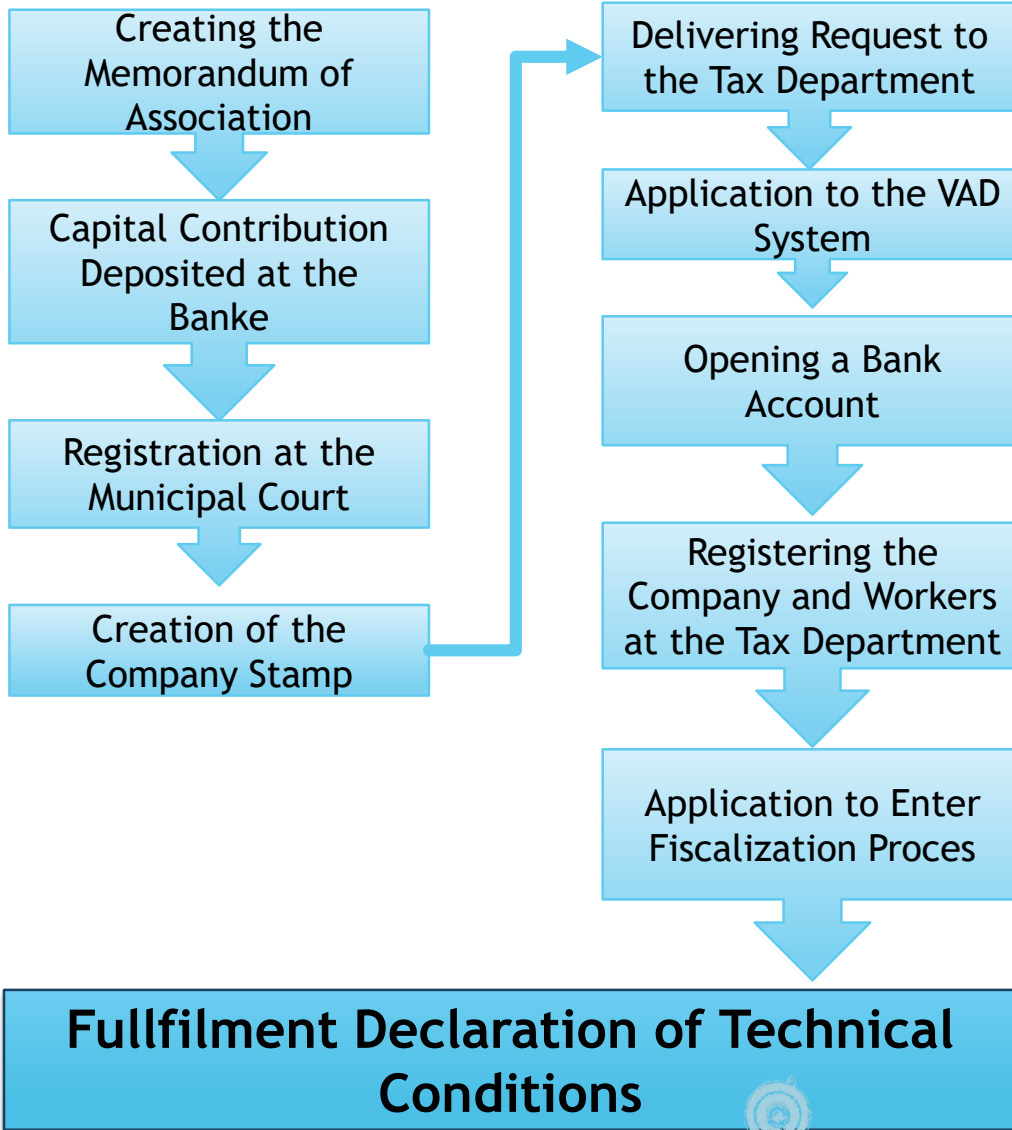 Creating the
Memorandum of
Association
Capital Contribution
Deposited at the
Banke
Registration at the
Municipal Court
Creation of the
Company Stamp
Delivering Request to
the Tax Department
Application to the VAD
System
Opening a Bank
Account
Registering the
Company and Workers
at the Tax Department
Application to Enter
Fiscalization Proces
Fullfilment Declaration of Technical
Conditions